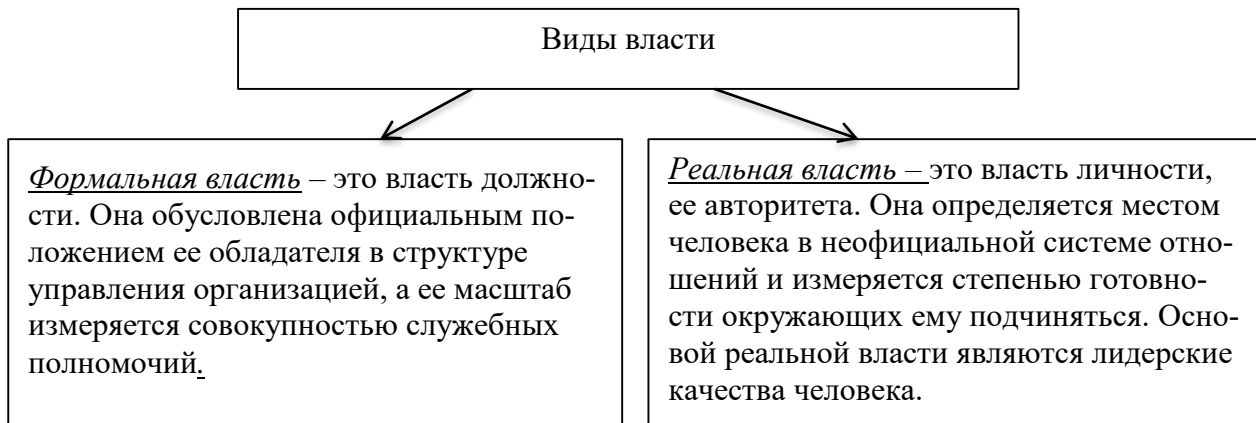 Виды власти
Формальная власть – это власть должно-
сти. Она обусловлена официальным по-
ложением ее обладателя в структуре
управления организацией, а ее масштаб
измеряется совокупностью служебных
полномочий.
Реальная власть – это власть личности,
ее авторитета. Она определяется местом
человека в неофициальной системе отно-
шений и измеряется степенью готовно-
сти окружающих ему подчиняться. Осно-
вой реальной власти являются лидерские
качества человека.